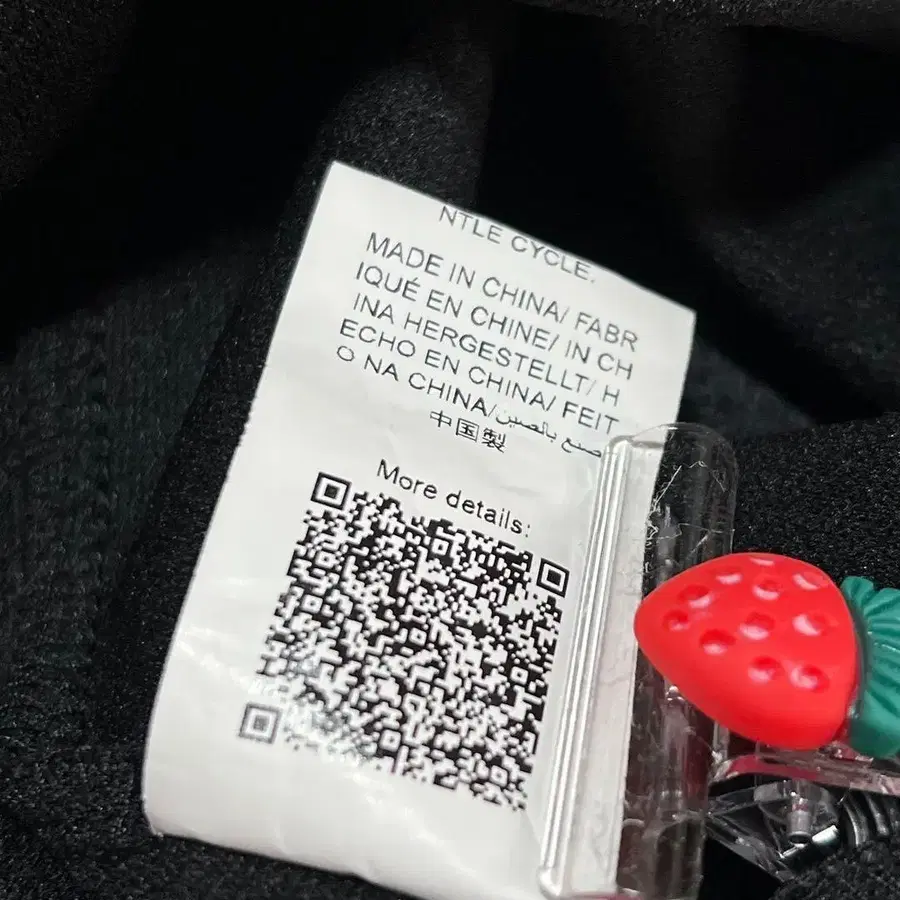 NTLE CYCLE.
MADE IN CHINA/ FABR
IQUÉ EN CHINE/ IN CH
INA HERGESTELLT/ H
ECHO EN CHINA/ FEIT
O NA CHINA/صنع بالصين
中国製
More details: